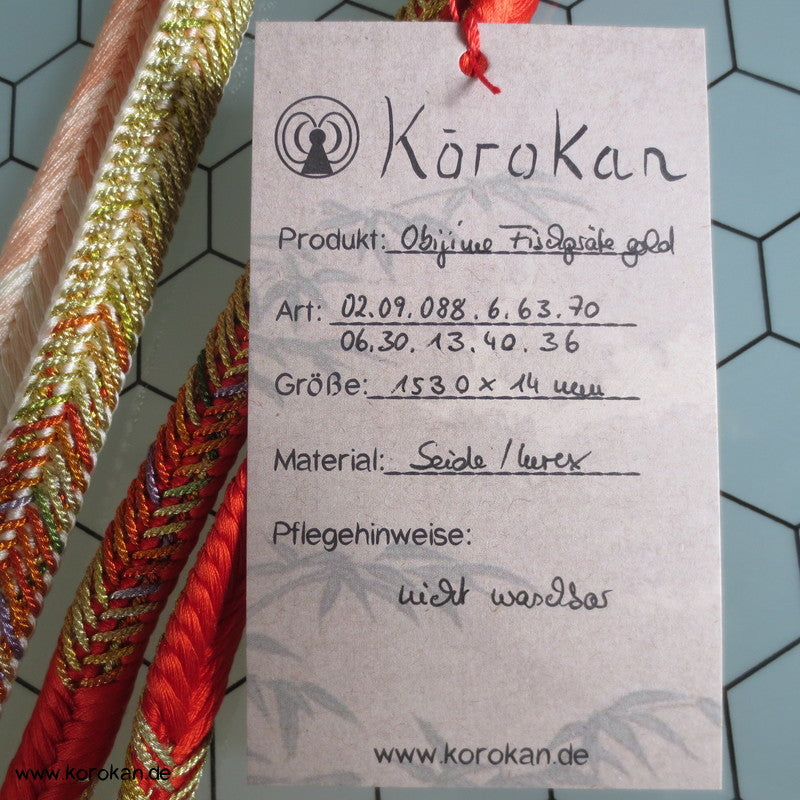 Kōrokan
Produkt: Obijime Fischgräte gold
Art: 02.09.088.6.63.70
06.30.13.40.36
Größe: 1530 x 14 mm
Material: Seide / Lurex
Pflegehinweise:
nicht waschbar
www.korokan.de
www.korokan.de